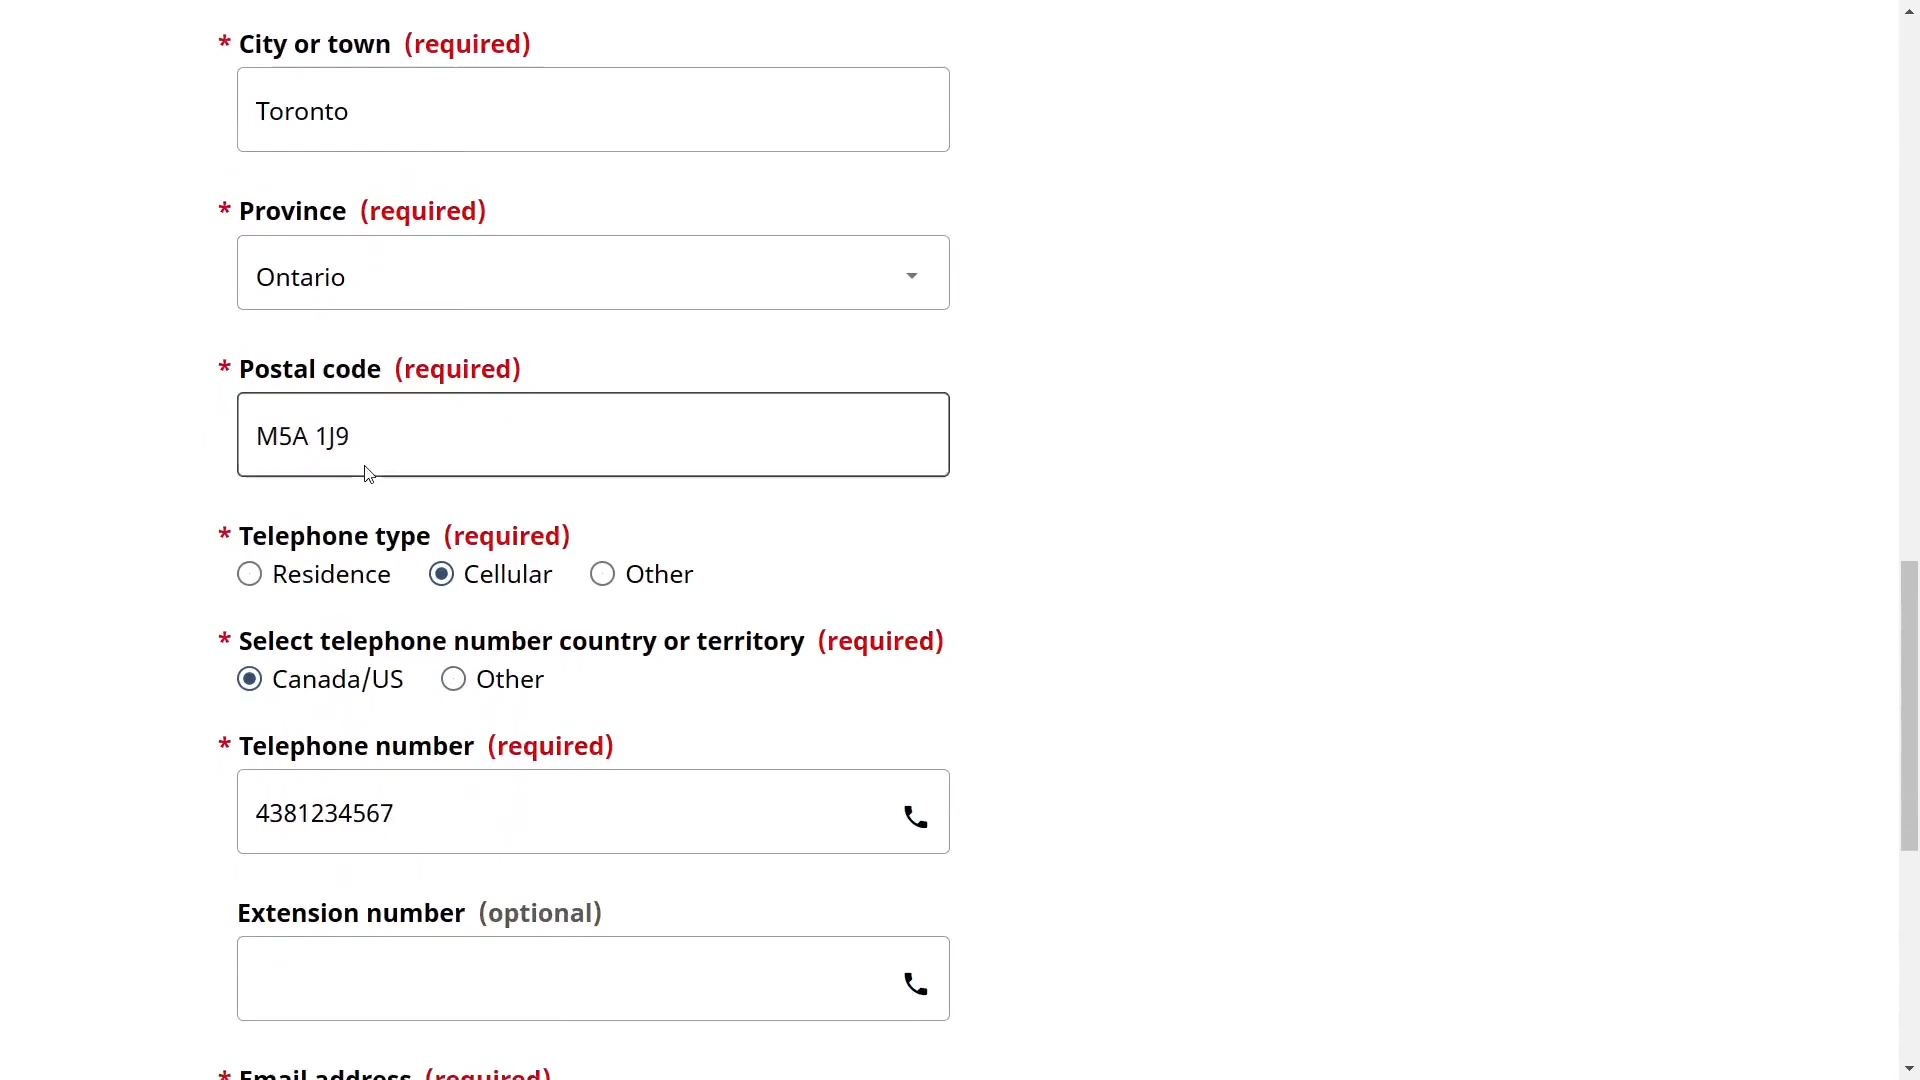 * City or town (required)
Toronto
* Province (required)
Ontario
* Postal code (required)
M5A 1J9
* Telephone type (required)
Residence Cellular Other
* Select telephone number country or territory (required)
Canada/US Other
* Telephone number (required)
4381234567
Extension number (optional)
* Email address (required)